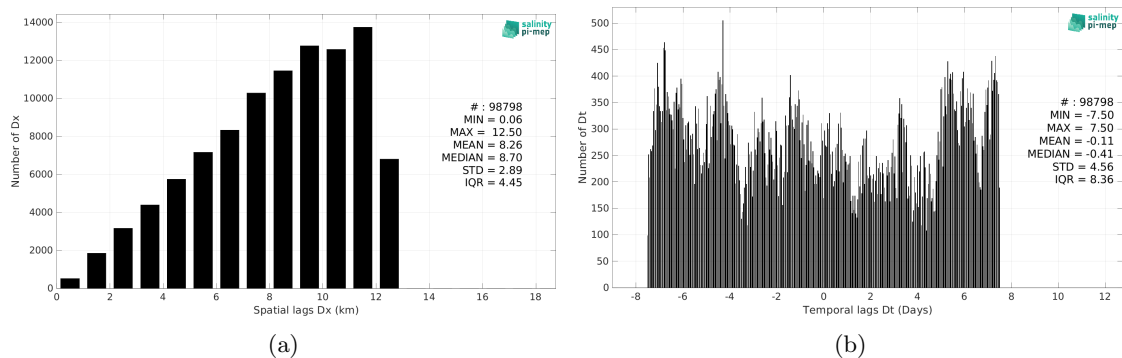 14000
12000
10000
8000
6000
4000
2000
0
Number of Dx
0 2 4 6 8 10 12 14 16 18
Spatial lags Dx (km)
salinity
pi-mep
# : 98798
MIN = 0.06
MAX = 12.50
MEAN = 8.26
MEDIAN = 8.70
STD = 2.89
IQR = 4.45
(a)
500
450
400
350
300
250
200
150
100
50
0
Number of Dt
-8 -6 -4 -2 0 2 4 6 8 10 12
Temporal lags Dt (Days)
salinity
pi-mep
# : 98798
MIN = -7.50
MAX = 7.50
MEAN = -0.11
MEDIAN = -0.41
STD = 4.56
IQR = 8.36
(b)